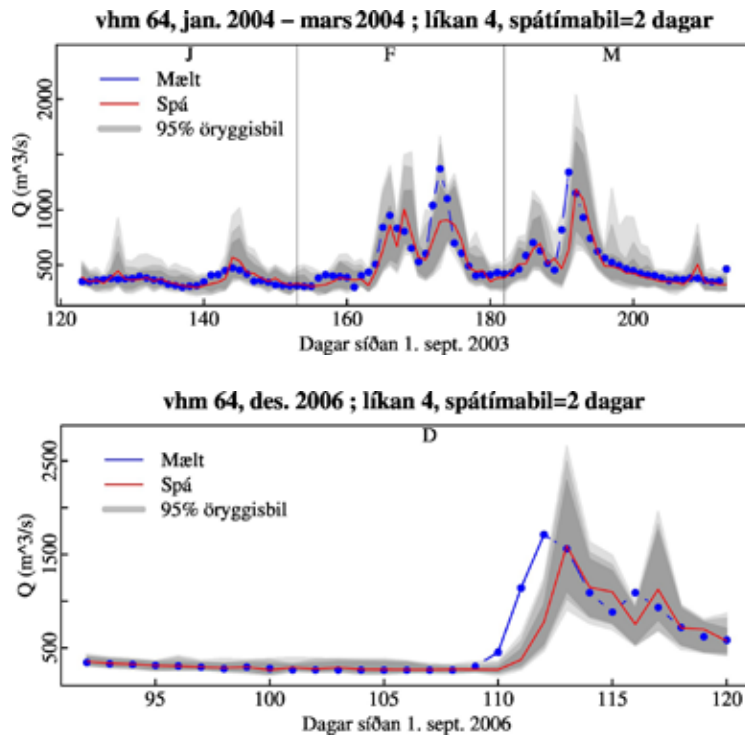 vhm 64, jan. 2004 – mars 2004 ; líkan 4, spátímabil=2 dagar
J F M
Mælt
Spá
95% öryggisbil
Q (m^3/s)
500 1000 2000
120 140 160 180 200
Dagar síðan 1. sept. 2003
vhm 64, des. 2006 ; líkan 4, spátímabil=2 dagar
D
Mælt
Spá
95% öryggisbil
Q (m^3/s)
500 1500 2500
95 100 105 110 115 120
Dagar síðan 1. sept. 2006